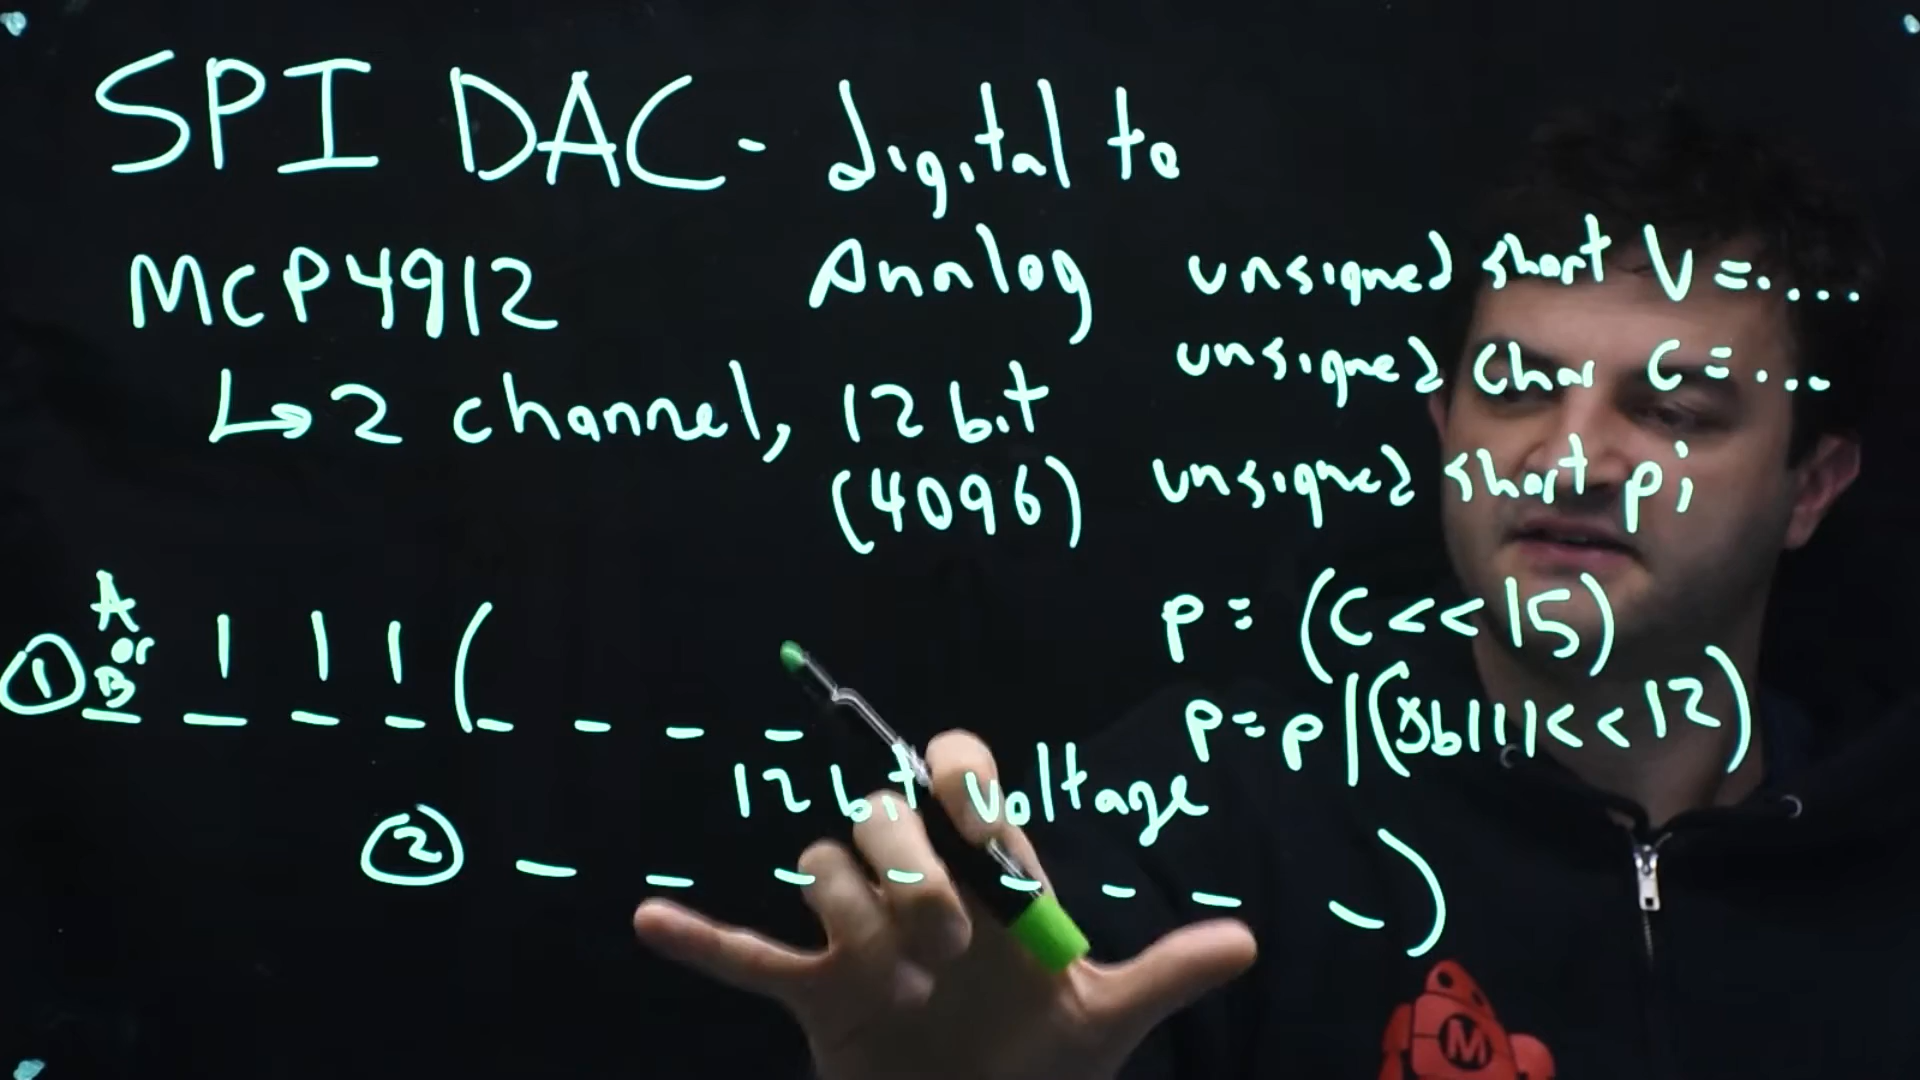 SPI DAC - digital to
Analog
MCP4912
↳ 2 channel, 12 bit
(4096)
unsigned short V = ....
unsigned char C = ...
unsigned short p;
p = (C<<15)
p = p | (0b111<<12)
① A or B 1 1 1 ( _ _ _ _
12 bit voltage
② _ _ _ _ _ _ _ _ )
M